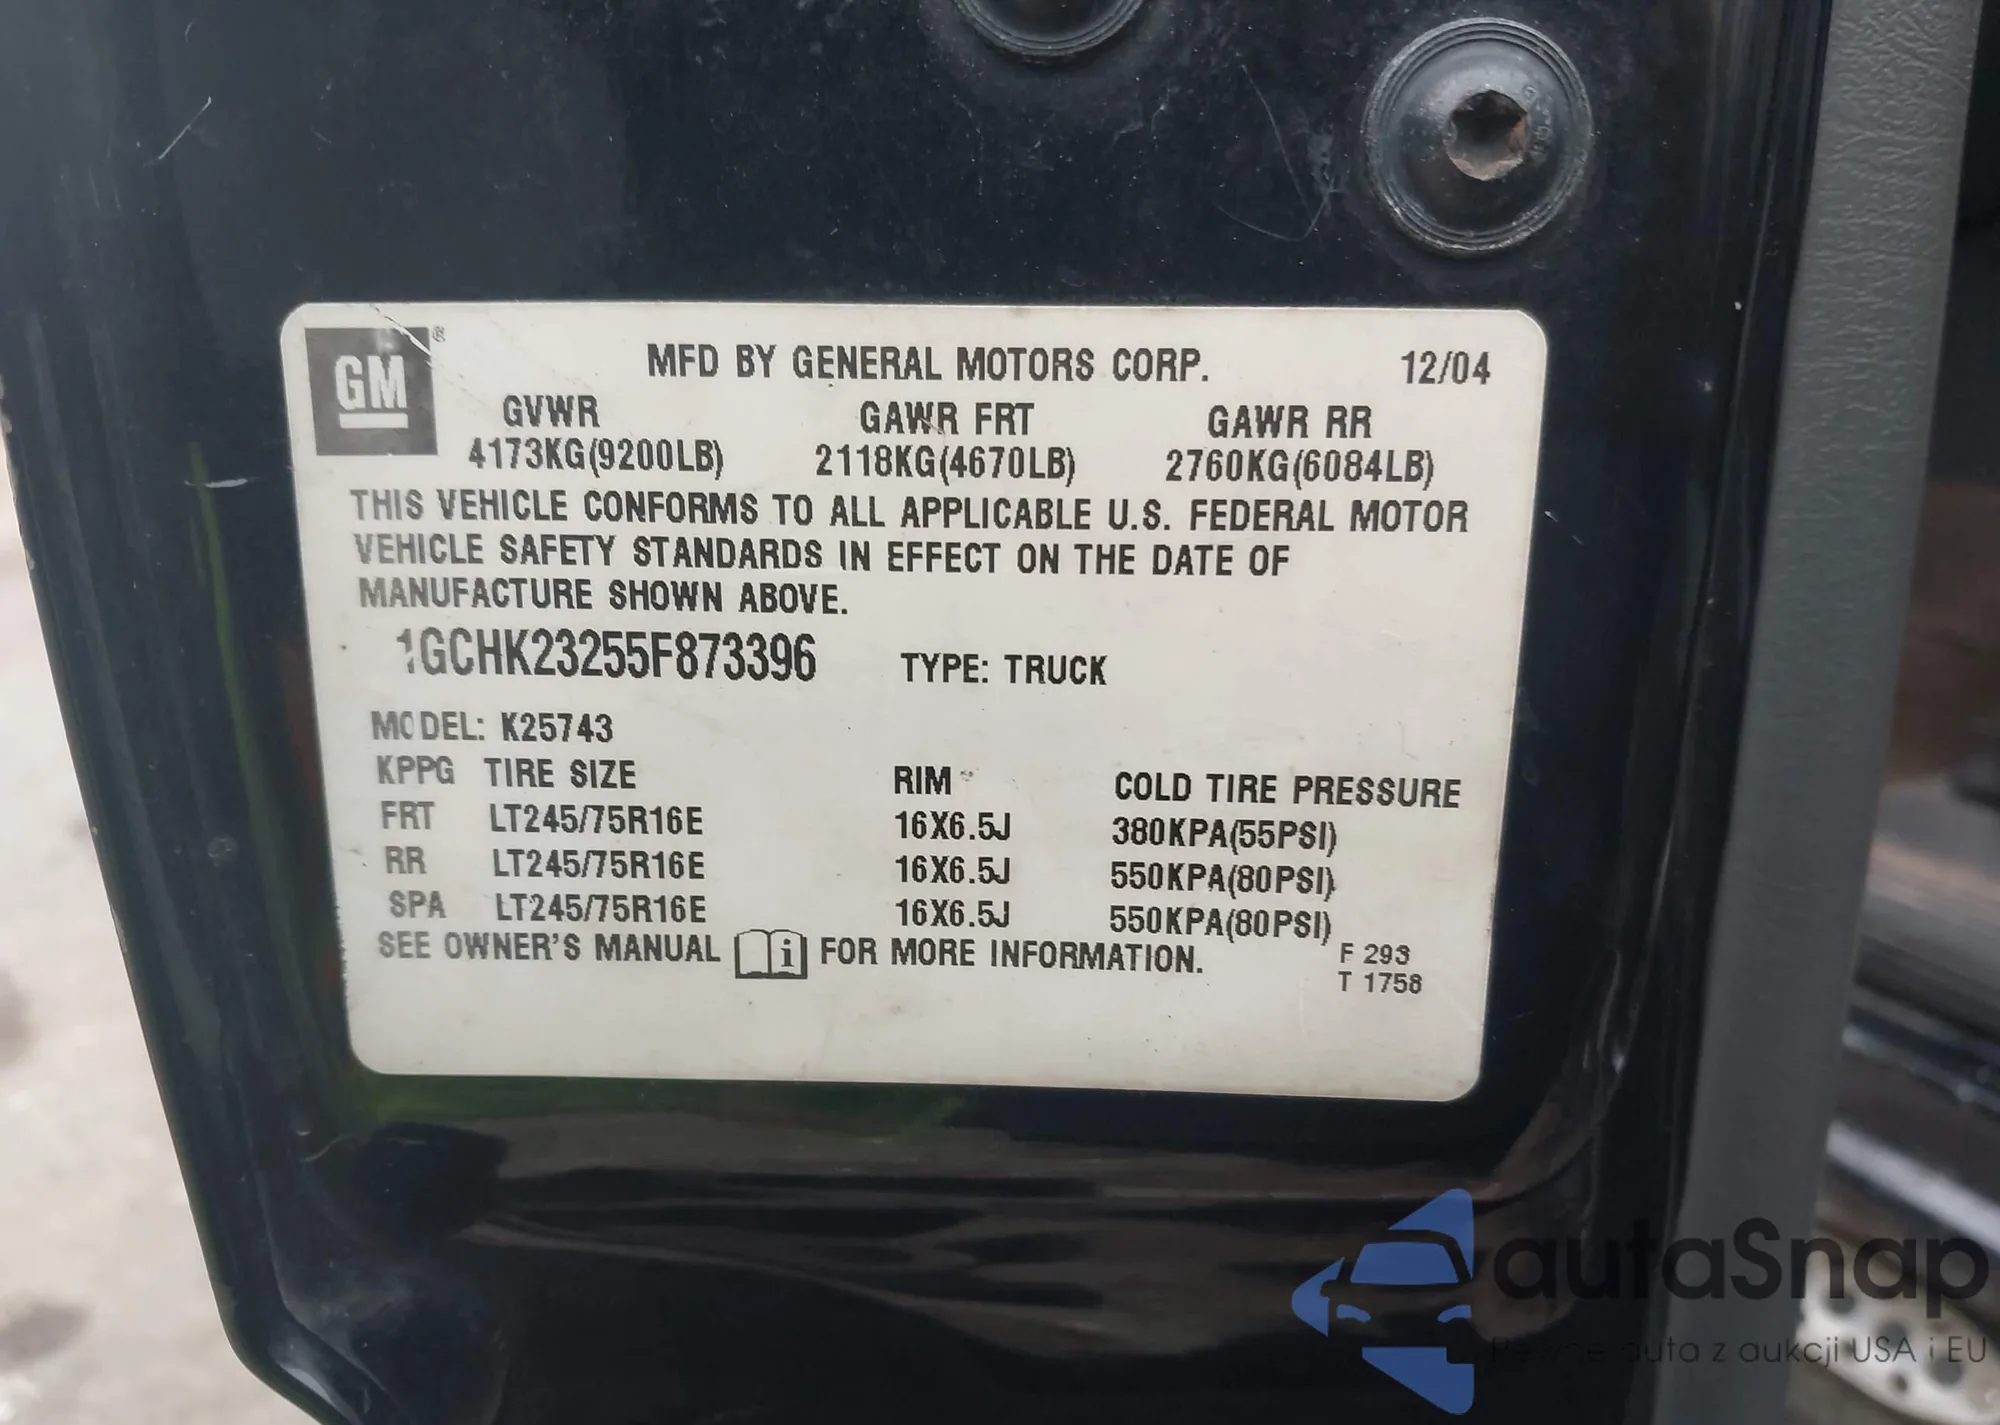 GM ®
MFD BY GENERAL MOTORS CORP. 12/04
GVWR GAWR FRT GAWR RR
4173KG(9200LB) 2118KG(4670LB) 2760KG(6084LB)
THIS VEHICLE CONFORMS TO ALL APPLICABLE U.S. FEDERAL MOTOR
VEHICLE SAFETY STANDARDS IN EFFECT ON THE DATE OF
MANUFACTURE SHOWN ABOVE.
1GCHK23255F873396 TYPE: TRUCK
MODEL: K25743
KPPG TIRE SIZE RIM COLD TIRE PRESSURE
FRT LT245/75R16E 16X6.5J 380KPA(55PSI)
RR LT245/75R16E 16X6.5J 550KPA(80PSI)
SPA LT245/75R16E 16X6.5J 550KPA(80PSI)
SEE OWNER'S MANUAL i FOR MORE INFORMATION.
F 293
T 1758
autaSnap
auta z aukcji USA i EU